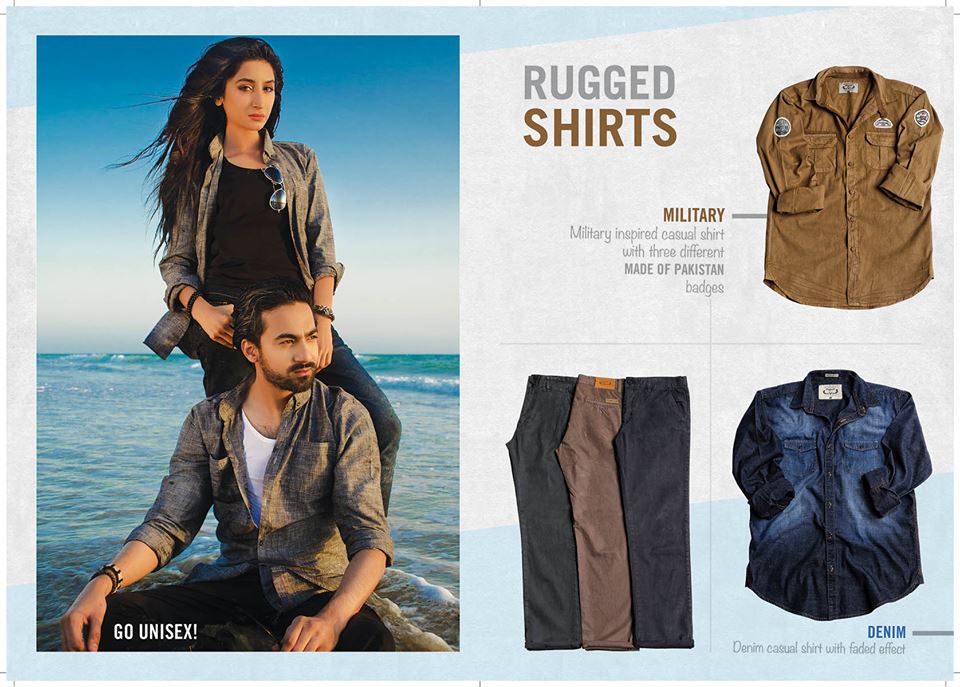 GO UNISEX!
RUGGED
SHIRTS
MILITARY
Military inspired casual shirt
with three different
MADE OF PAKISTAN
badges
DENIM
Denim casual shirt with faded effect